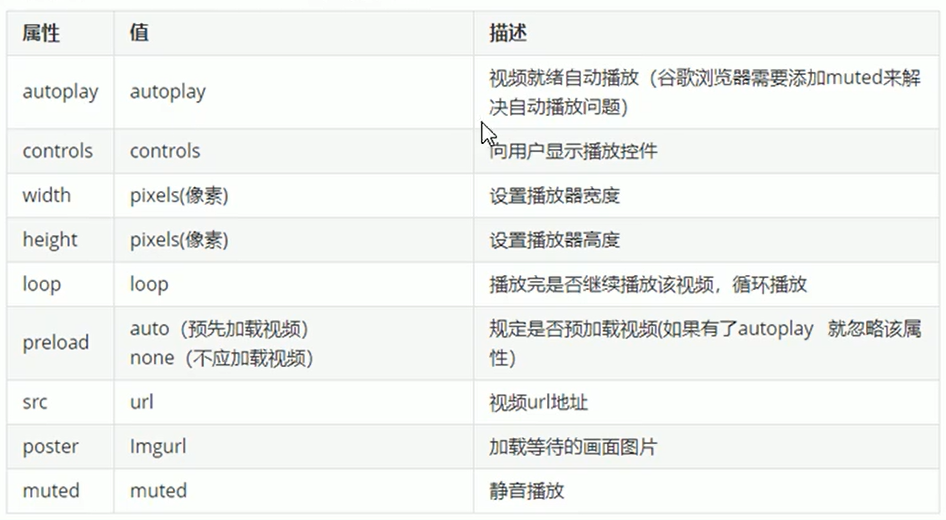 属性 值 描述
autoplay autoplay 视频就绪自动播放（谷歌浏览器需要添加muted来解
决自动播放问题）
controls controls 向用户显示播放控件
width pixels(像素) 设置播放器宽度
height pixels(像素) 设置播放器高度
loop loop 播放完是否继续播放该视频，循环播放
preload auto（预先加载视频） 规定是否预加载视频(如果有了autoplay 就忽略该属
none（不应加载视频） 性）
src url 视频url地址
poster Imgurl 加载等待的画面图片
muted muted 静音播放